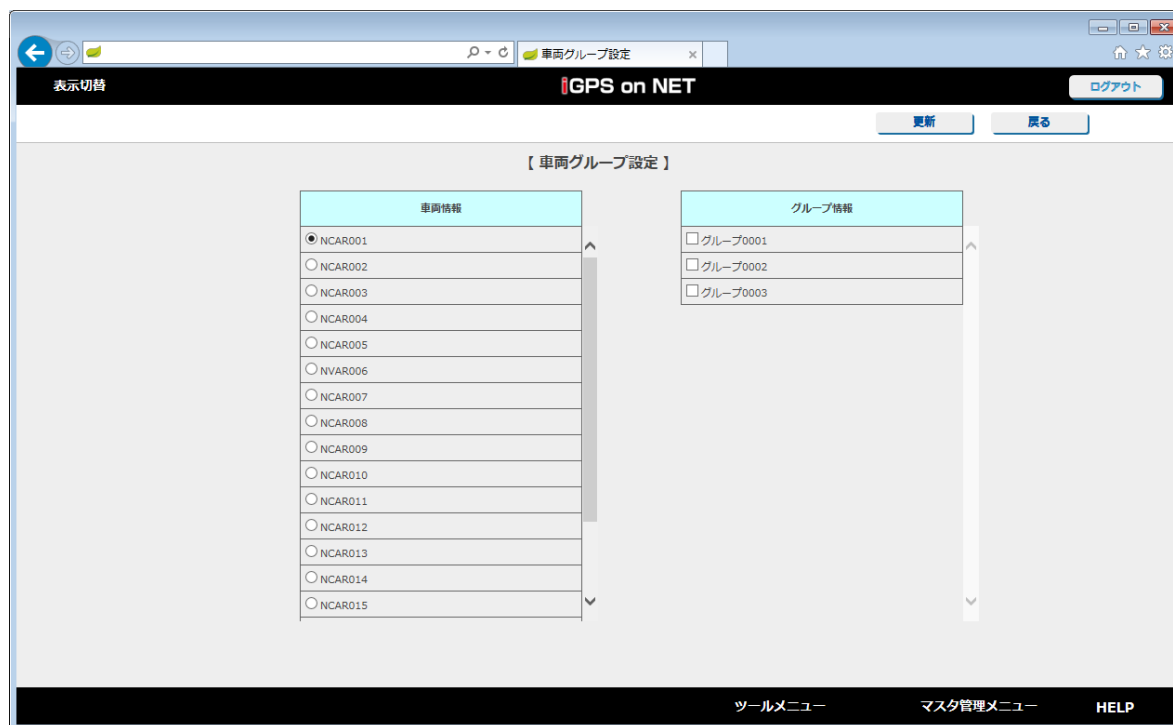 車両グループ設定
表示切替
iGPS on NET
ログアウト
更新
戻る
【 車両グループ設定 】
車両情報
グループ情報
NCAR001
グループ0001
NCAR002
グループ0002
NCAR003
グループ0003
NCAR004
NCAR005
NVAR006
NCAR007
NCAR008
NCAR009
NCAR010
NCAR011
NCAR012
NCAR013
NCAR014
NCAR015
ツールメニュー
マスタ管理メニュー
HELP